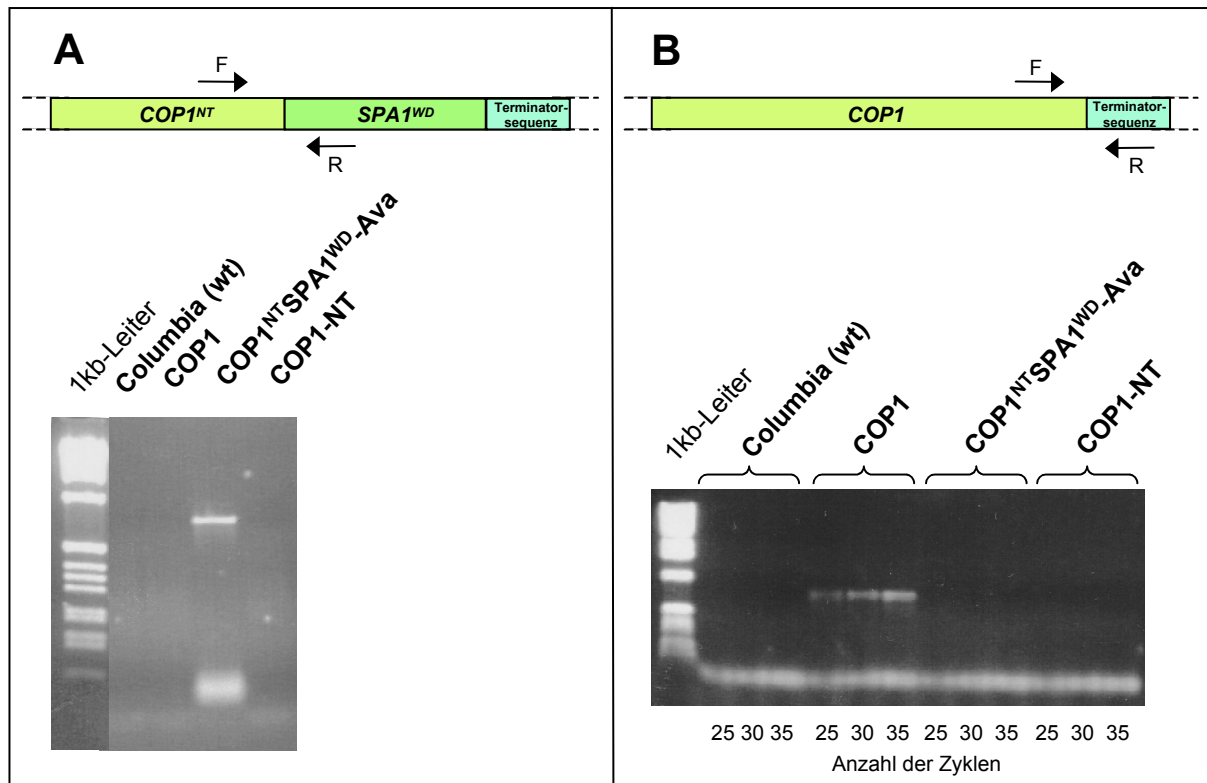 A
F
COP1NT
SPA1WD
Terminator-
sequenz
R
1kb-Leiter
Columbia (wt)
COP1
COP1NTSPA1WD-Ava
COP1-NT
B
F
COP1
Terminator-
sequenz
R
1kb-Leiter
Columbia (wt)
COP1
COP1NTSPA1WD-Ava
COP1-NT
25 30 35 25 30 35 25 30 35 25 30 35
Anzahl der Zyklen